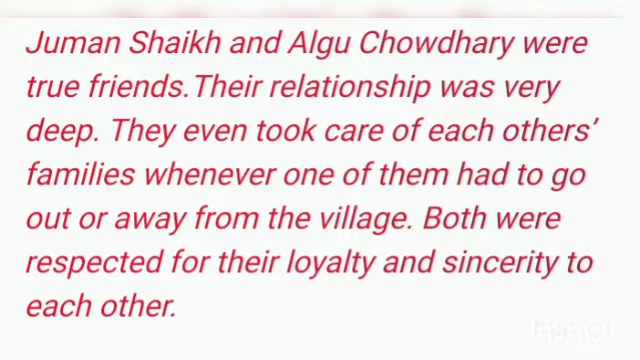 Juman Shaikh and Algu Chowdhary were
true friends.Their relationship was very
deep. They even took care of each others’
families whenever one of them had to go
out or away from the village. Both were
respected for their loyalty and sincerity to
each other.